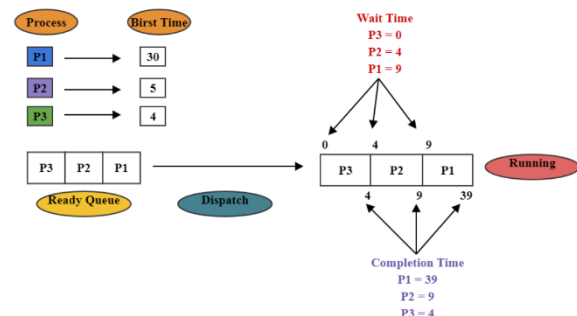 Process Birst Time
P1 30
P2 5
P3 4
P3 P2 P1
Ready Queue
Dispatch
Wait Time
P3 = 0
P2 = 4
P1 = 9
0 4 9
P3 P2 P1
Running
4 9 39
Completion Time
P1 = 39
P2 = 9
P3 = 4